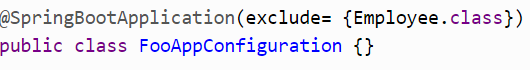 @SpringBootApplication(exclude= {Employee.class})
public class FooAppConfiguration {}